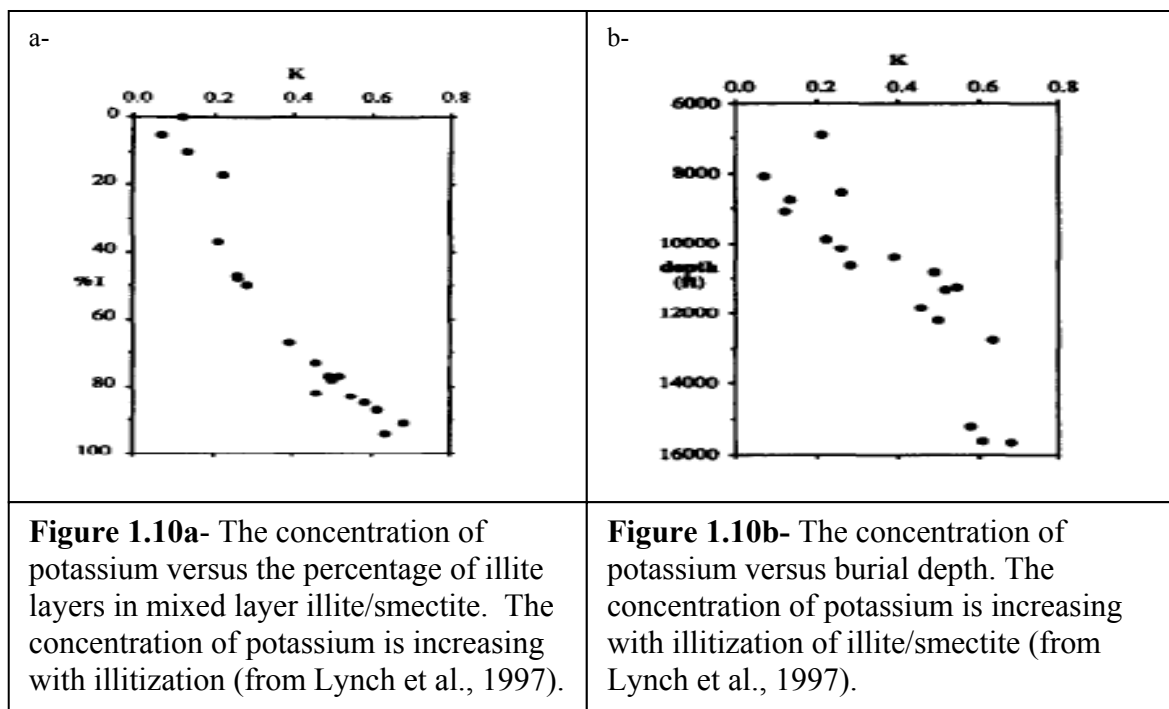 a-
K
0.0 0.2 0.4 0.6 0.8
0
20
40
%I
60
80
100
Figure 1.10a- The concentration of
potassium versus the percentage of illite
layers in mixed layer illite/smectite. The
concentration of potassium is increasing
with illitization (from Lynch et al., 1997).
b-
K
0.0 0.2 0.4 0.6 0.8
6000
8000
10000
depth
(ft)
12000
14000
16000
Figure 1.10b- The concentration of
potassium versus burial depth. The
concentration of potassium is increasing
with illitization of illite/smectite (from
Lynch et al., 1997).